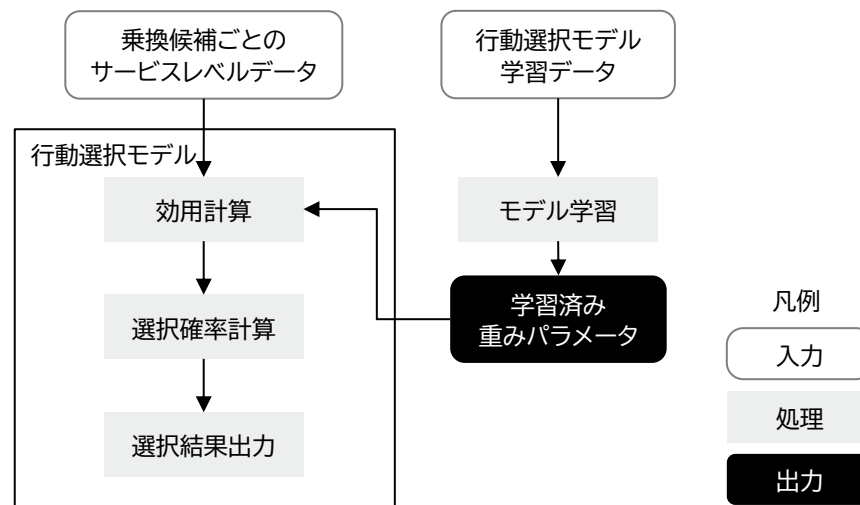 乗換候補ごとの
サービスレベルデータ
行動選択モデル
学習データ
行動選択モデル
効用計算
モデル学習
学習済み
重みパラメータ
選択確率計算
選択結果出力
凡例
入力
処理
出力